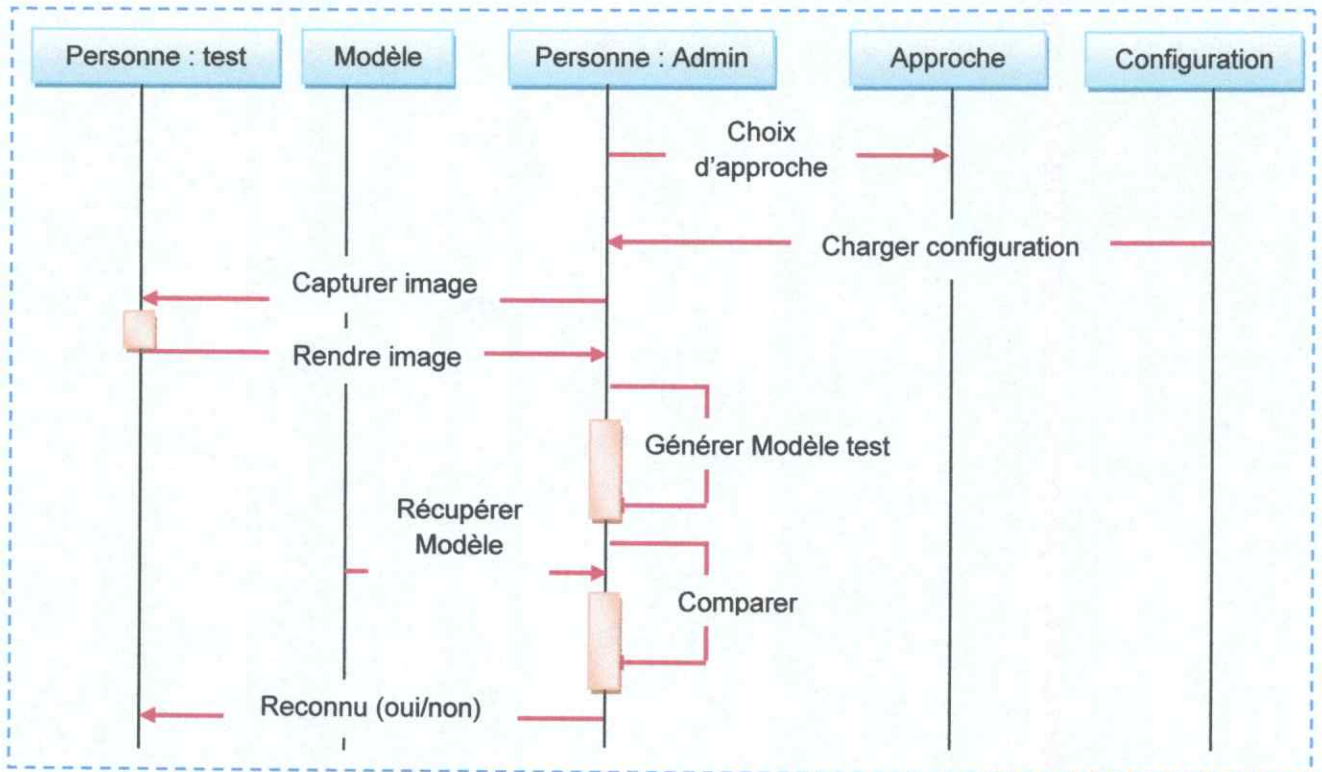 Personne : test
Modèle
Personne : Admin
Approche
Configuration
Choix
d'approche
Charger configuration
Capturer image
Rendre image
Générer Modèle test
Récupérer
Modèle
Comparer
Reconnu (oui/non)